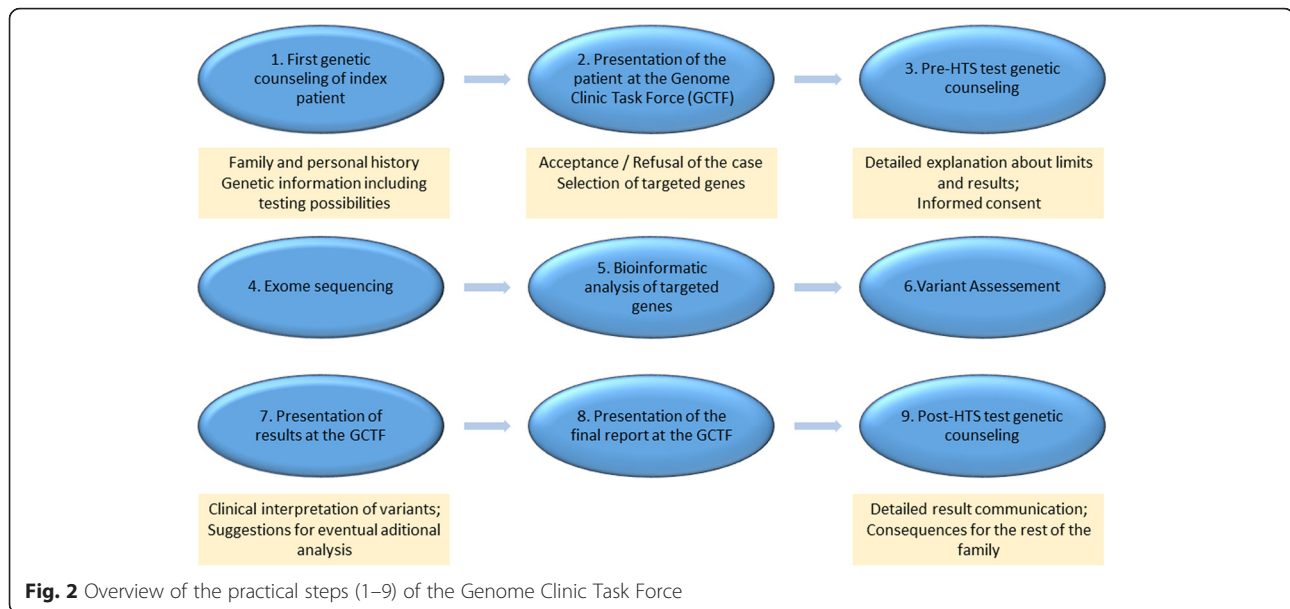 1. First genetic
counseling of index
patient
2. Presentation of the
patient at the Genome
Clinic Task Force (GCTF)
3. Pre-HTS test genetic
counseling
Family and personal history
Genetic information including
testing possibilities
Acceptance / Refusal of the case
Selection of targeted genes
Detailed explanation about limits
and results;
Informed consent
4. Exome sequencing
5. Bioinformatic
analysis of targeted
genes
6.Variant Assessement
7. Presentation of
results at the GCTF
8. Presentation of the
final report at the GCTF
9. Post-HTS test genetic
counseling
Clinical interpretation of variants;
Suggestions for eventual aditional
analysis
Detailed result communication;
Consequences for the rest of the
family
Fig. 2 Overview of the practical steps (1–9) of the Genome Clinic Task Force